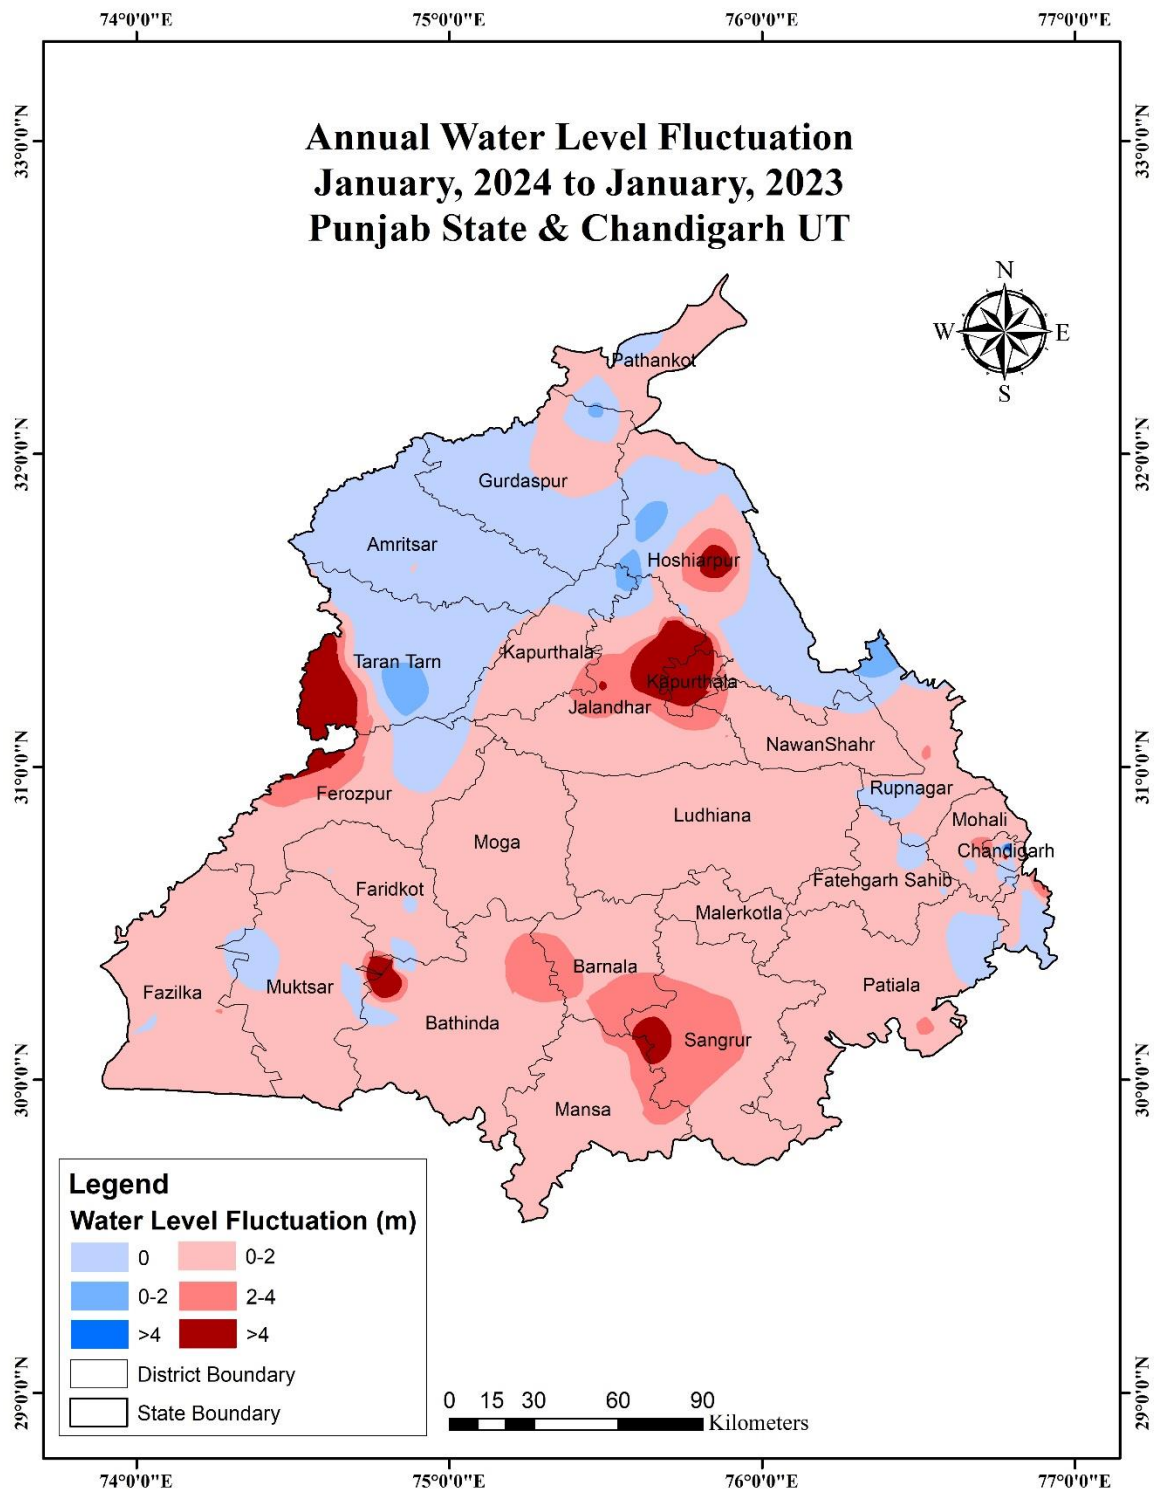 74°0'0"E 75°0'0"E 76°0'0"E 77°0'0"E
33°0'0"N
33°0'0"N
Annual Water Level Fluctuation
January, 2024 to January, 2023
Punjab State & Chandigarh UT
N
W E
S
Pathankot
32°0'0"N
32°0'0"N
Gurdaspur
Amritsar
Hoshiarpur
Kapurthala
Taran Tarn
Kapurthala
Jalandhar
NawanShahr
31°0'0"N
31°0'0"N
Rupnagar
Ferozpur
Ludhiana
Mohali
Moga
Chandigarh
Fatehgarh Sahib
Faridkot
Malerkotla
Barnala
Muktsar
Patiala
Fazilka
Bathinda
Sangrur
30°0'0"N
30°0'0"N
Mansa
Legend
Water Level Fluctuation (m)
0 0-2
0-2 2-4
>4 >4
District Boundary
State Boundary
29°0'0"N
29°0'0"N
0 15 30 60 90
Kilometers
74°0'0"E 75°0'0"E 76°0'0"E 77°0'0"E